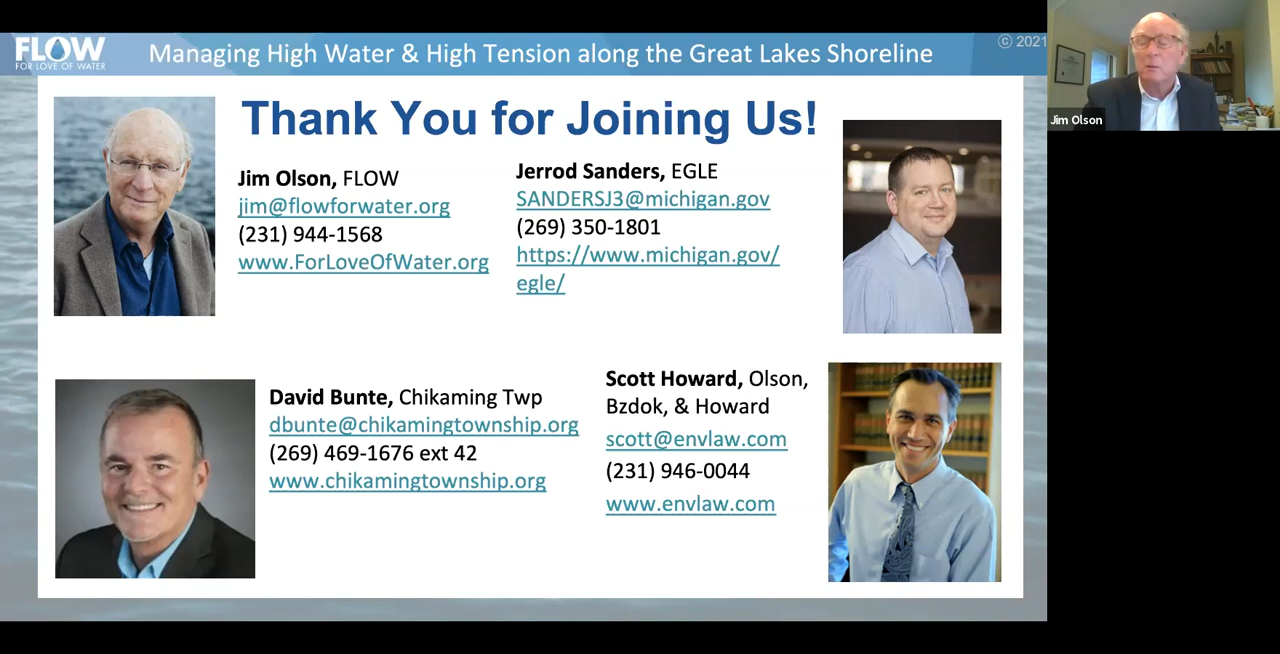 FLOW
FOR LOVE OF WATER
Managing High Water & High Tension along the Great Lakes Shoreline
© 2021
Thank You for Joining Us!
Jim Olson, FLOW
jim@flowforwater.org
(231) 944-1568
www.ForLoveOfWater.org
Jerrod Sanders, EGLE
SANDERSJ3@michigan.gov
(269) 350-1801
https://www.michigan.gov/
egle/
David Bunte, Chikaming Twp
dbunte@chikamingtownship.org
(269) 469-1676 ext 42
www.chikamingtownship.org
Scott Howard, Olson,
Bzdok, & Howard
scott@envlaw.com
(231) 946-0044
www.envlaw.com
Jim Olson